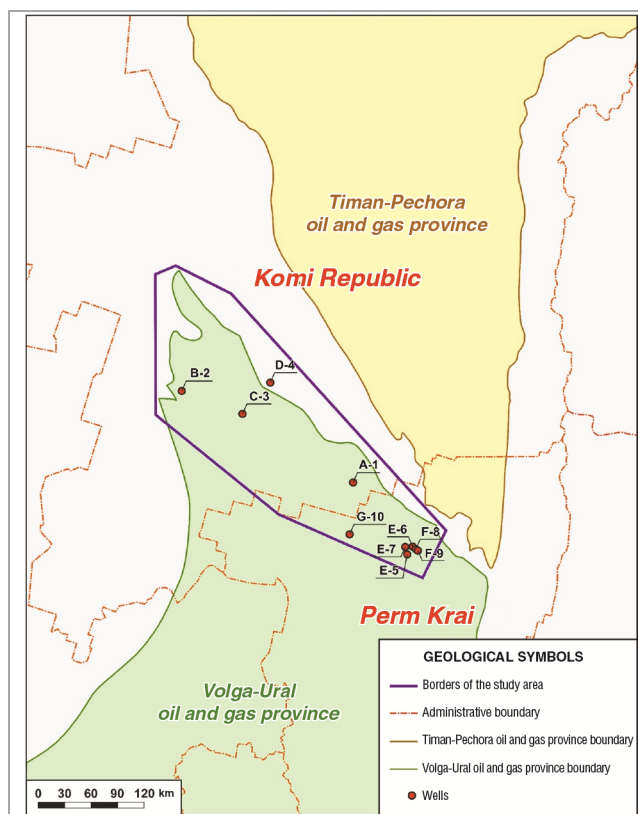 Timan-Pechora
oil and gas province
Komi Republic
D-4
B-2
C-3
A-1
G-10
E-6
F-8
E-7
F-9
E-5
Perm Krai
Volga-Ural
oil and gas province
GEOLOGICAL SYMBOLS
Borders of the study area
Administrative boundary
Timan-Pechora oil and gas province boundary
Volga-Ural oil and gas province boundary
Wells
0 30 60 90 120 km